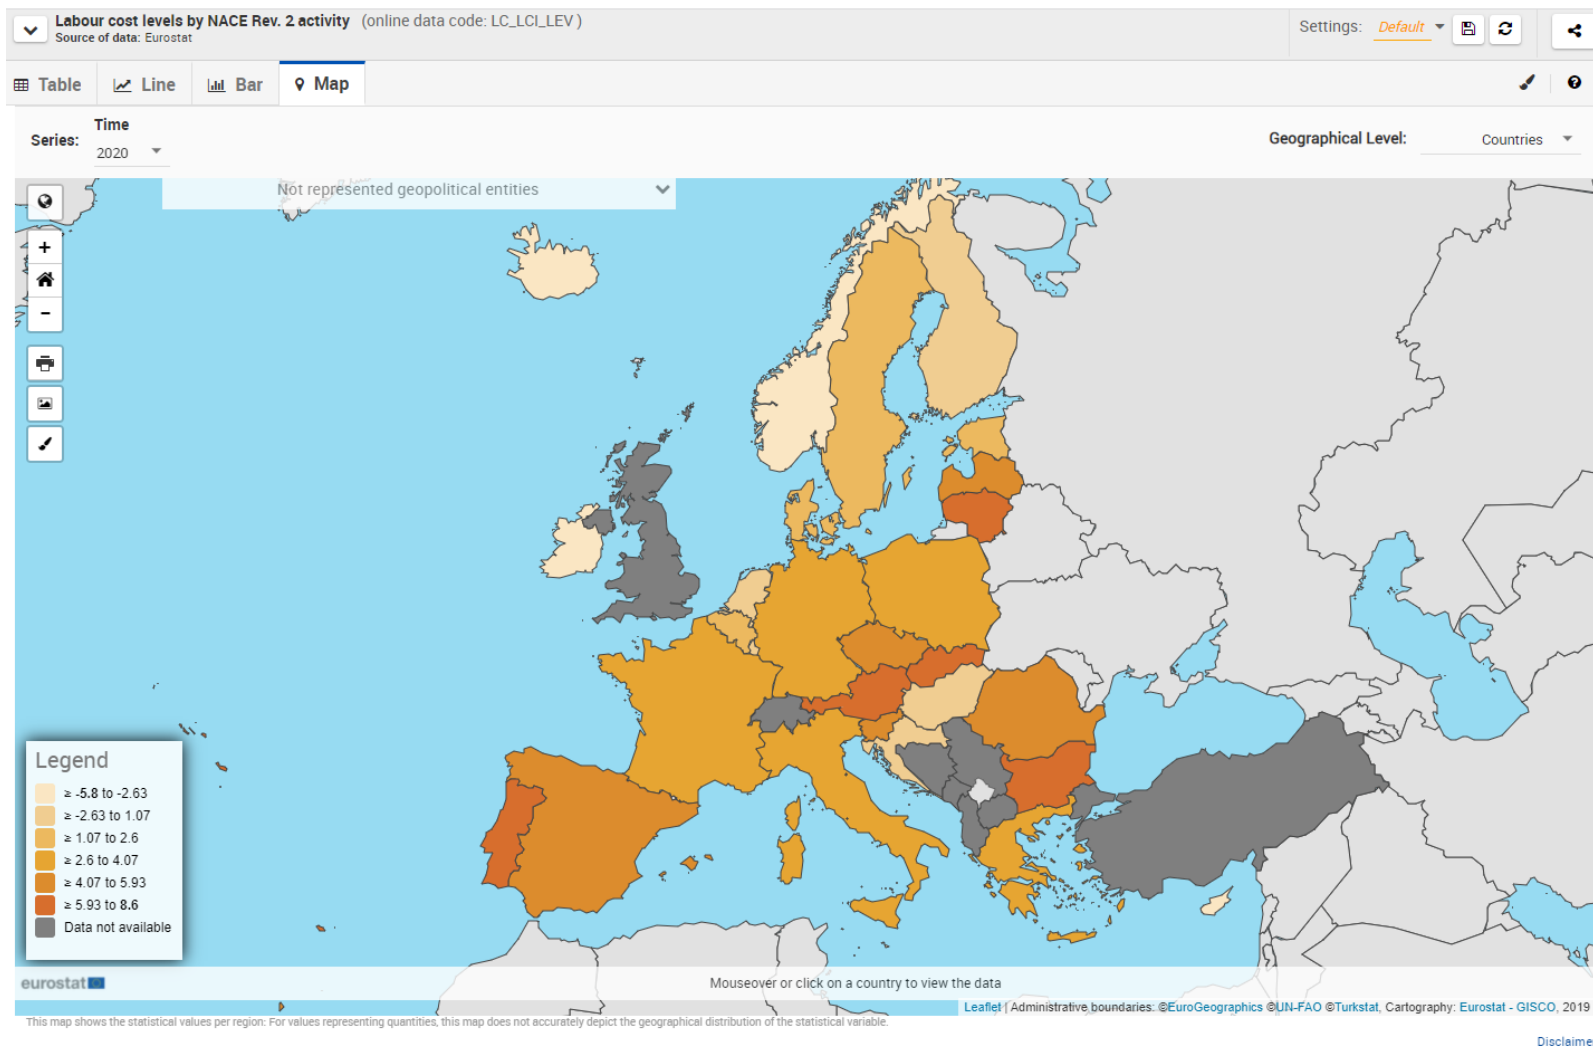 Labour cost levels by NACE Rev. 2 activity (online data code: LC_LCI_LEV )
Source of data: Eurostat
Settings: Default
Table Line Bar Map
Time
Series:
2020
Geographical Level: Countries
Not represented geopolitical entities
+
−
Legend
≥ -5.8 to -2.63
≥ -2.63 to 1.07
≥ 1.07 to 2.6
≥ 2.6 to 4.07
≥ 4.07 to 5.93
≥ 5.93 to 8.6
Data not available
eurostat
Mouseover or click on a country to view the data
Leaflet | Administrative boundaries: ©EuroGeographics ©UN-FAO ©Turkstat, Cartography: Eurostat - GISCO, 2019
This map shows the statistical values per region: For values representing quantities, this map does not accurately depict the geographical distribution of the statistical variable.
Disclaime